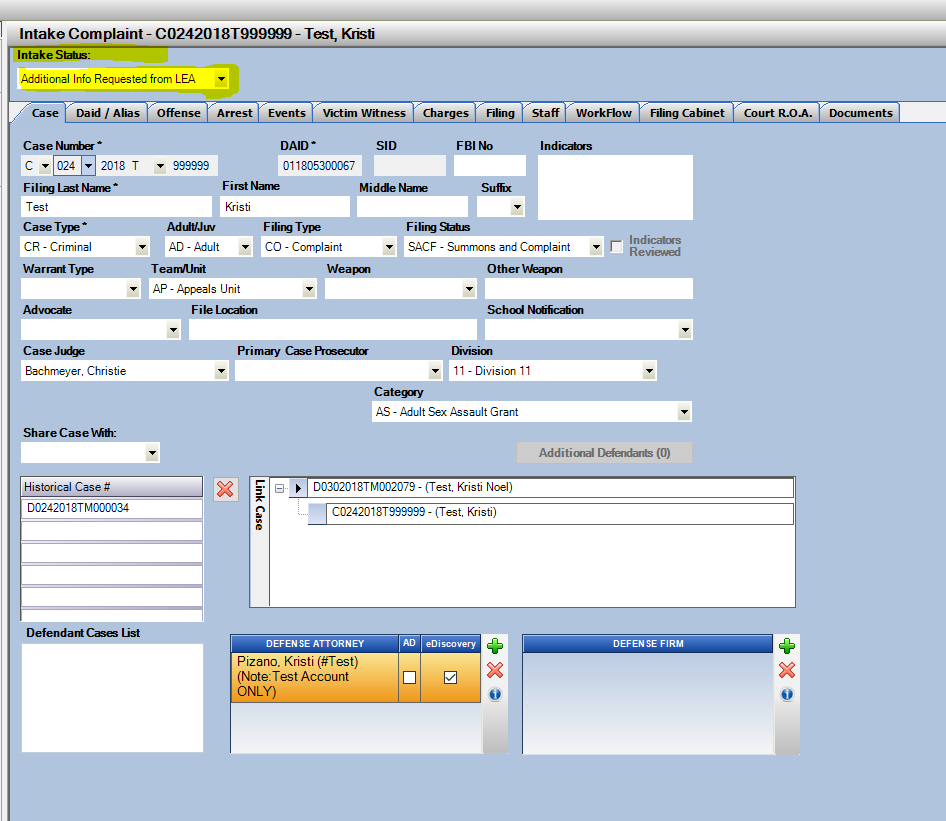 Intake Complaint - C0242018T999999 - Test, Kristi
Intake Status:
Additional Info Requested from LEA
Case Daid / Alias Offense Arrest Events Victim Witness Charges Filing Staff WorkFlow Filing Cabinet Court R.O.A. Documents
Case Number * DAID * SID FBI No Indicators
C 024 2018 T 999999 011805300067
Filing Last Name * First Name Middle Name Suffix
Test Kristi
Case Type * Adult/Juv Filing Type Filing Status
CR - Criminal AD - Adult CO - Complaint SACF - Summons and Complaint
Indicators
Reviewed
Warrant Type Team/Unit Weapon Other Weapon
AP - Appeals Unit
Advocate File Location School Notification
Case Judge Primary Case Prosecutor Division
Bachmeyer, Christie 11 - Division 11
Category
AS - Adult Sex Assault Grant
Share Case With:
Additional Defendants (0)
Historical Case #
D0242018TM000034
Link Case
D0302018TM002079 - (Test, Kristi Noel)
C0242018T999999 - (Test, Kristi)
Defendant Cases List
DEFENSE ATTORNEY AD eDiscovery
Pizano, Kristi (#Test)
(Note:Test Account
ONLY)
DEFENSE FIRM